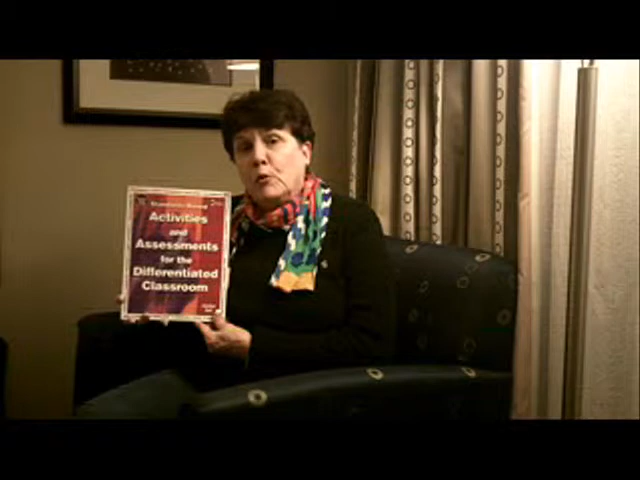 Activities
and
Assessments
for the
Differentiated
Classroom